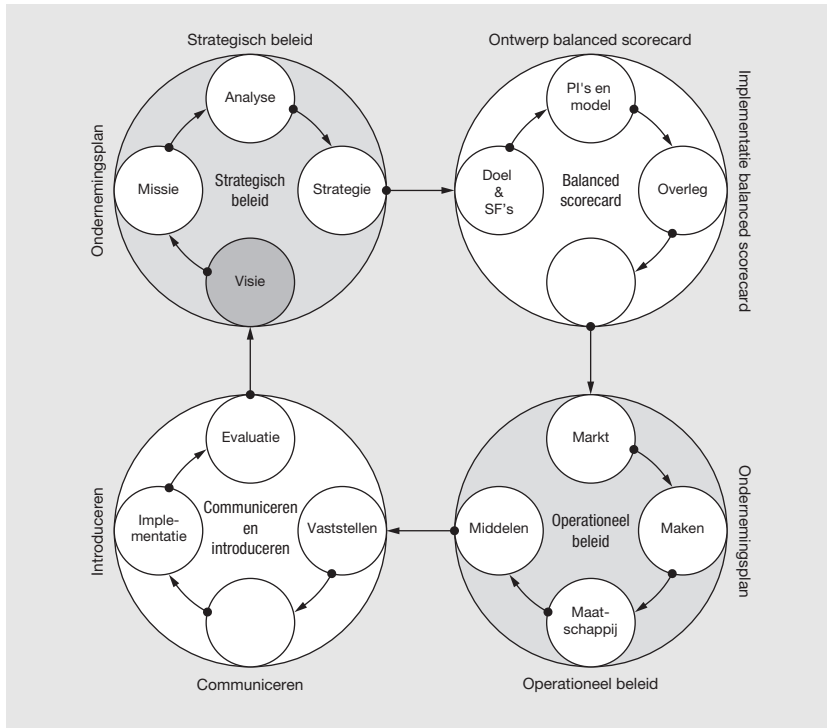 Strategisch beleid
Ontwerp balanced scorecard
Ondernemingsplan
Analyse
Missie
Strategisch
beleid
Strategie
Visie
PI's en
model
Doel
&
SF's
Balanced
scorecard
Overleg
Implementatie balanced scorecard
Introduceren
Evaluatie
Imple-
mentatie
Communiceren
en
introduceren
Vaststellen
Markt
Middelen
Operationeel
beleid
Maken
Maat-
schappij
Ondernemingsplan
Communiceren
Operationeel beleid